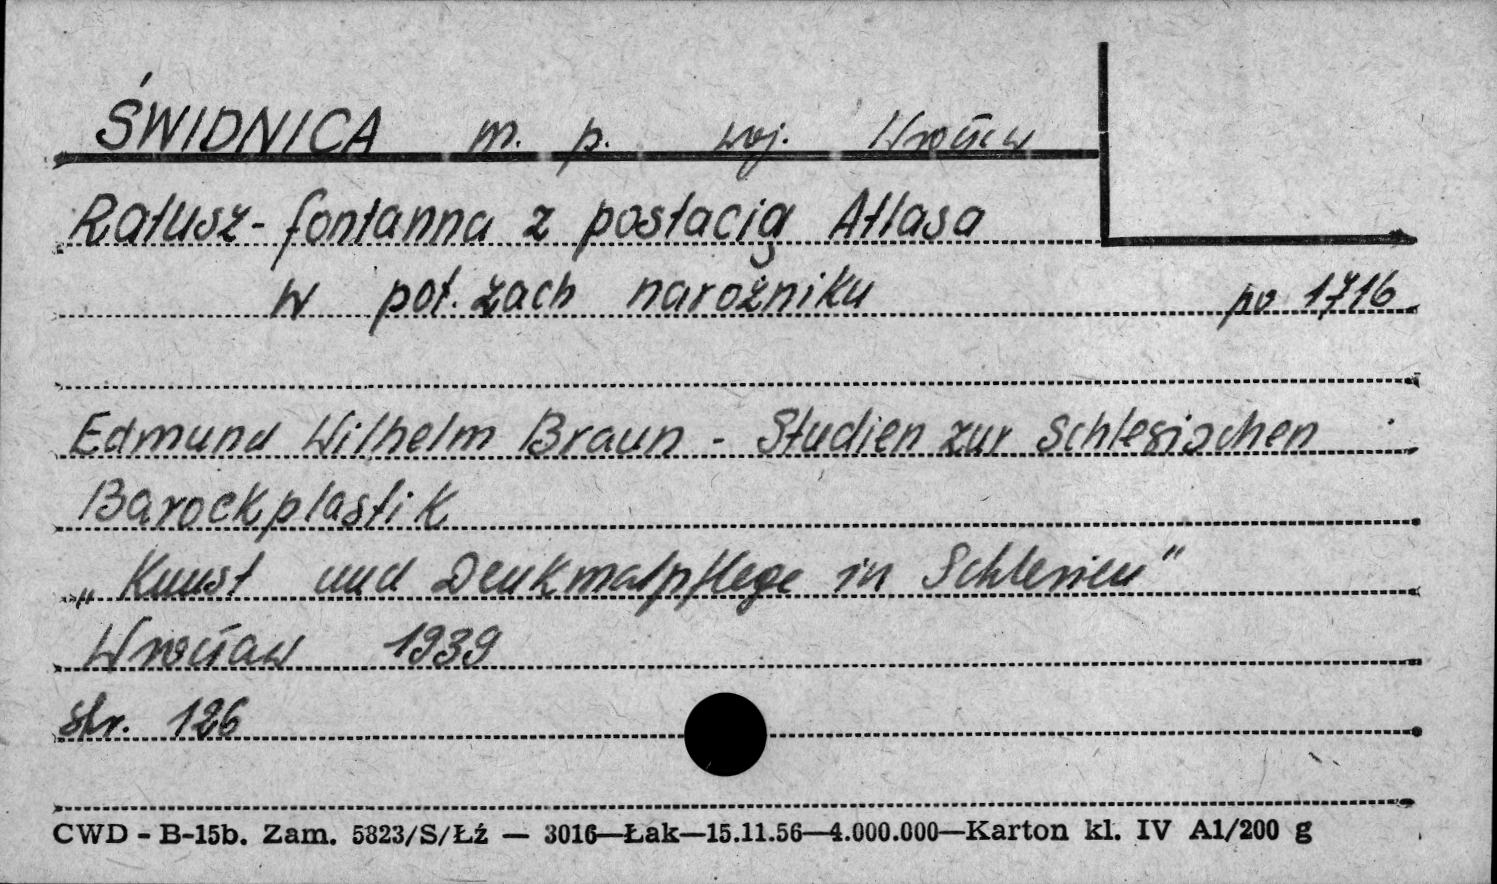 ŚWIDNICA m. p. woj. Wrocław
Ratusz - fontanna z postacią Atlasa
w poł. zach narożniku po 1716
Edmund Wilhelm Braun - Studien zur Schlesischen
Barockplastik
„Kunst und Denkmalpflege in Schlesien”
Wrocław 1939
str. 126
CWD - B-15b. Zam. 5823/S/Łź — 3016—Łak—15.11.56—4.000.000—Karton kl. IV A1/200 g